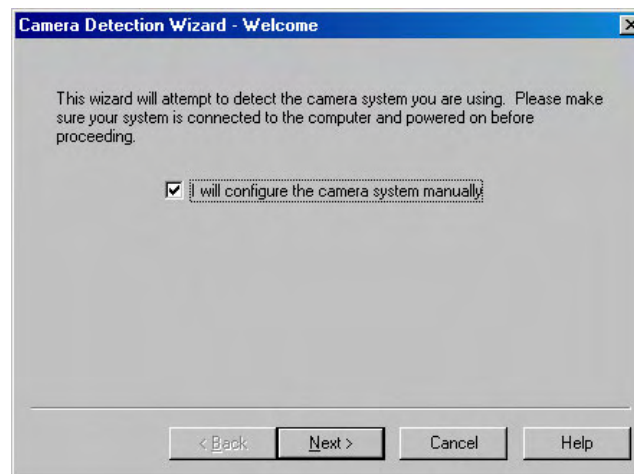 Camera Detection Wizard - Welcome
This wizard will attempt to detect the camera system you are using. Please make
sure your system is connected to the computer and powered on before
proceeding.
I will configure the camera system manually
< Back
Next >
Cancel
Help